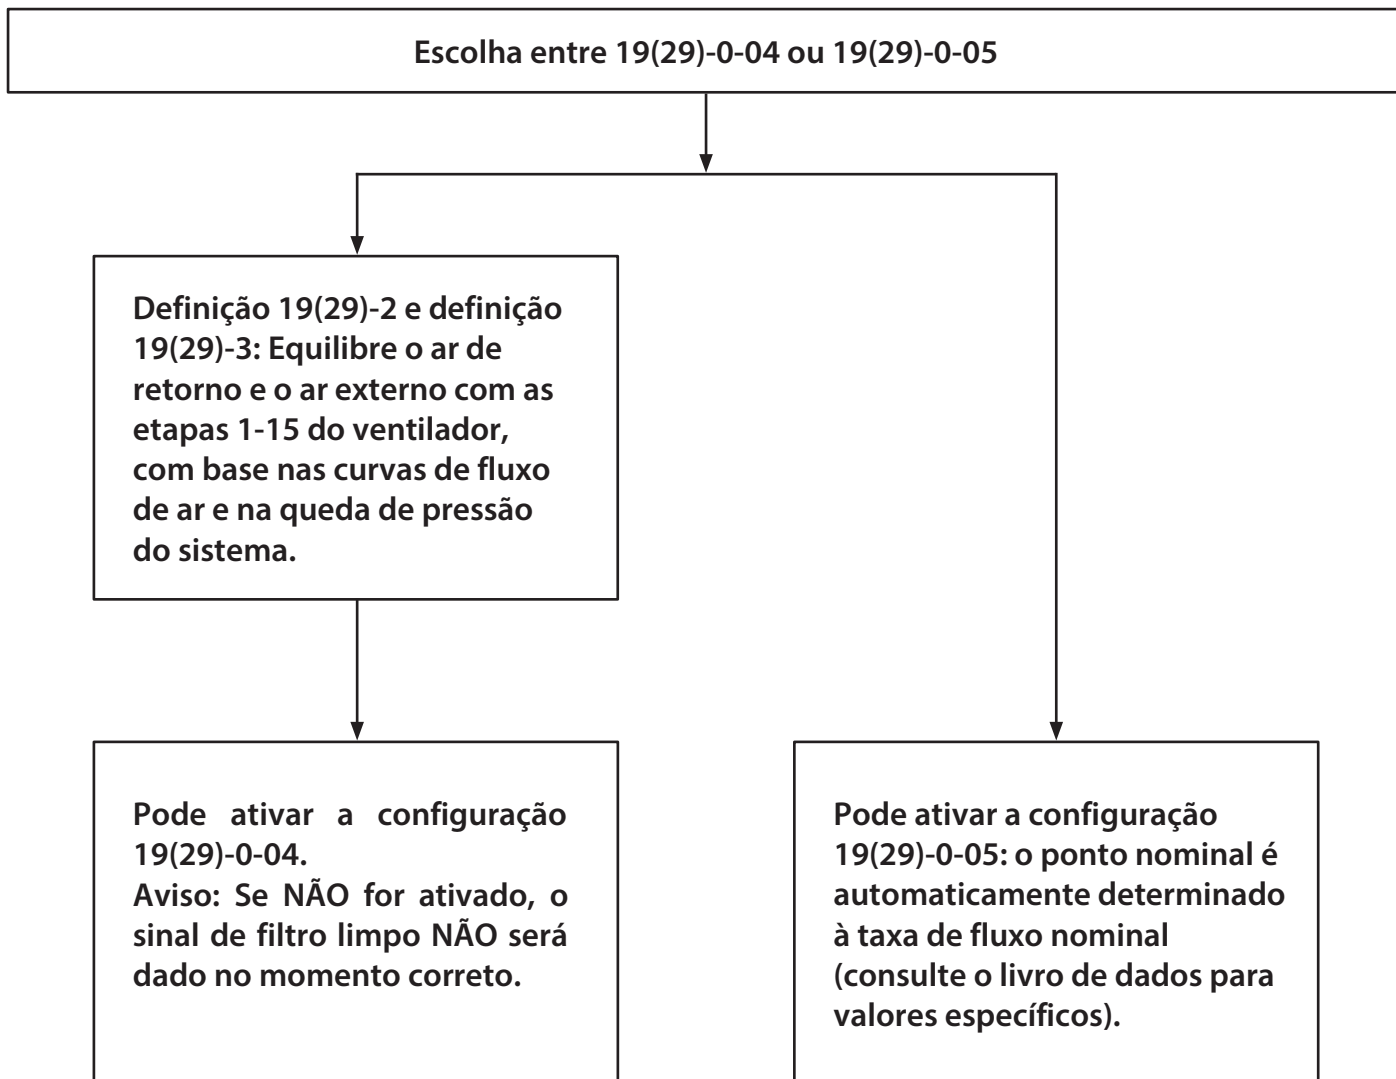 Escolha entre 19(29)-0-04 ou 19(29)-0-05
Definição 19(29)-2 e definição
19(29)-3: Equilibre o ar de
retorno e o ar externo com as
etapas 1-15 do ventilador,
com base nas curvas de fluxo
de ar e na queda de pressão
do sistema.
Pode ativar a configuração
19(29)-0-04.
Aviso: Se NÃO for ativado, o
sinal de filtro limpo NÃO será
dado no momento correto.
Pode ativar a configuração
19(29)-0-05: o ponto nominal é
automaticamente determinado
à taxa de fluxo nominal
(consulte o livro de dados para
valores específicos).